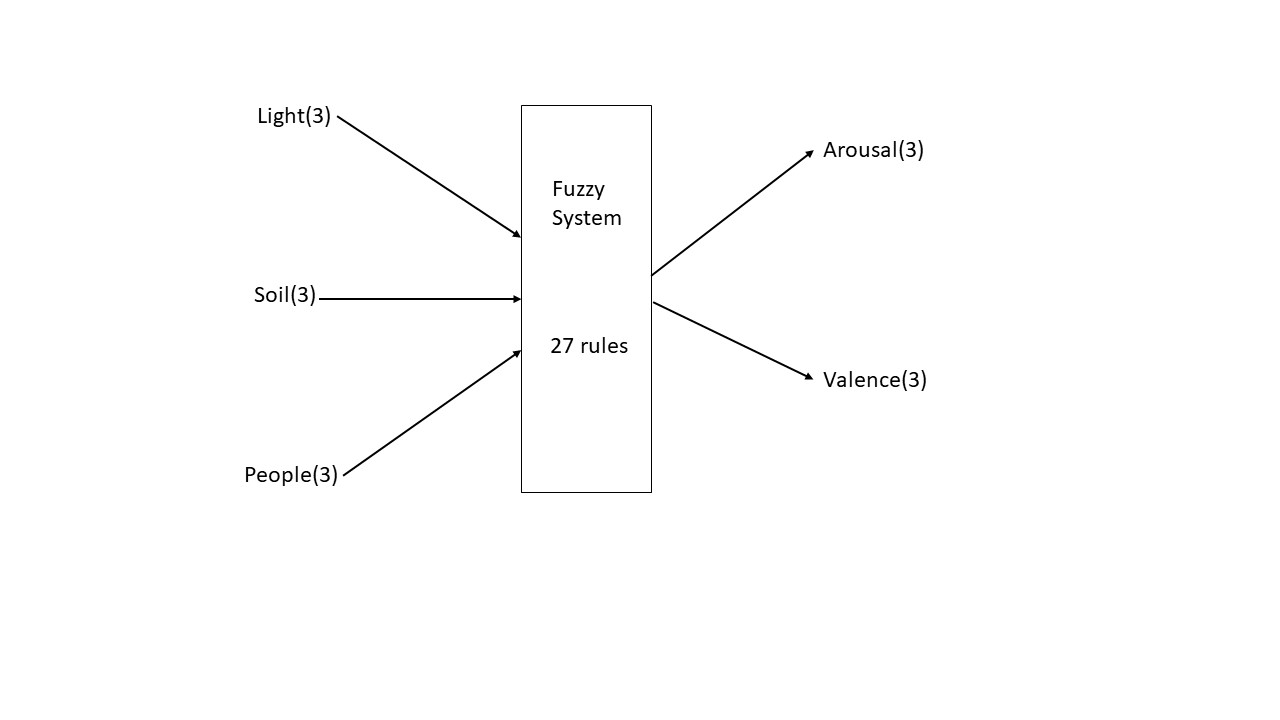 Light(3)
Soil(3)
People(3)
Fuzzy
System
27 rules
Arousal(3)
Valence(3)